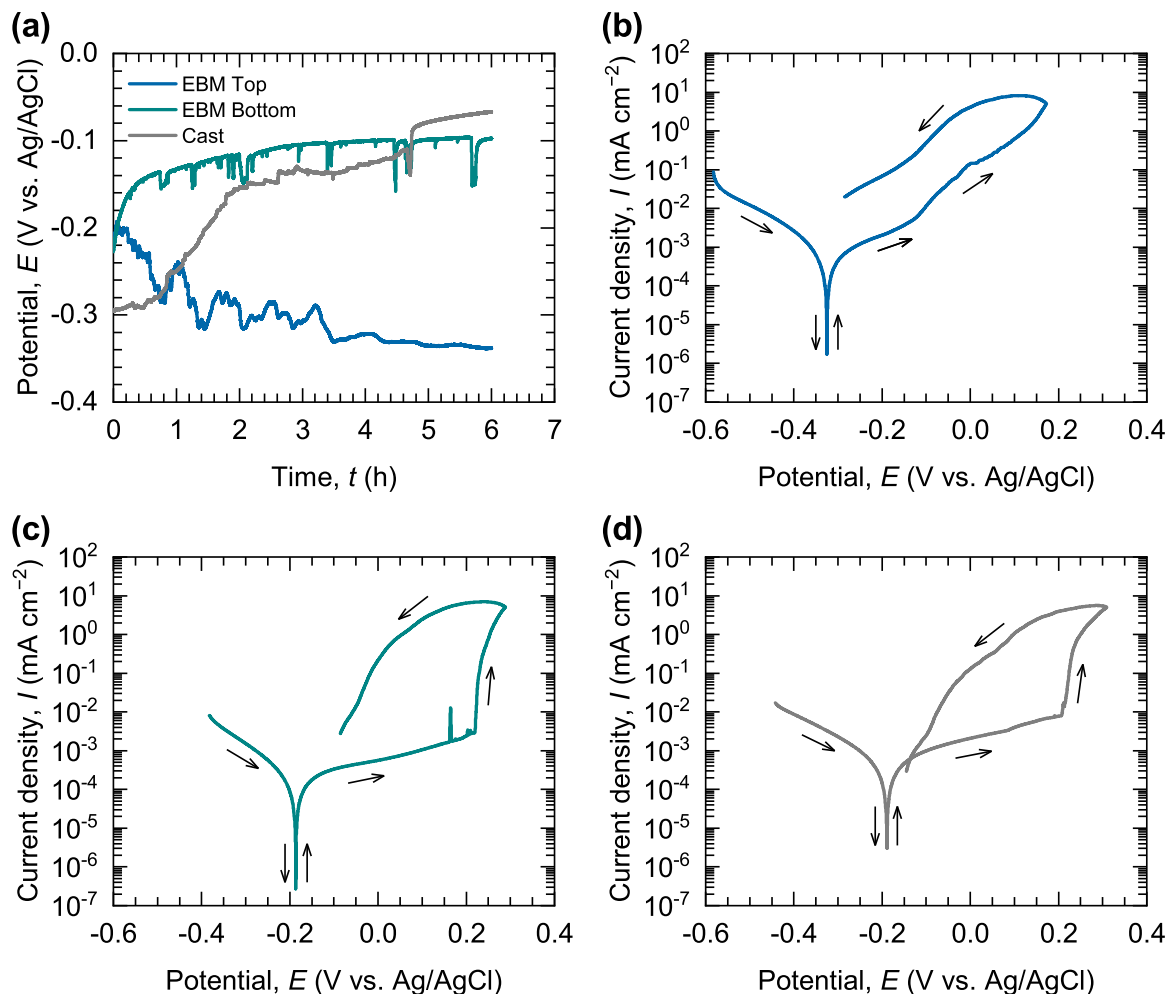 (a)
0.0
-0.1
-0.2
-0.3
-0.4
Potential, E (V vs. Ag/AgCl)
EBM Top
EBM Bottom
Cast
0 1 2 3 4 5 6 7
Time, t (h)
(b)
10²
10¹
10⁰
10⁻¹
10⁻²
10⁻³
10⁻⁴
10⁻⁵
10⁻⁶
10⁻⁷
Current density, I (mA cm⁻²)
-0.6 -0.4 -0.2 0.0 0.2 0.4
Potential, E (V vs. Ag/AgCl)
(c)
10²
10¹
10⁰
10⁻¹
10⁻²
10⁻³
10⁻⁴
10⁻⁵
10⁻⁶
10⁻⁷
Current density, I (mA cm⁻²)
-0.6 -0.4 -0.2 0.0 0.2 0.4
Potential, E (V vs. Ag/AgCl)
(d)
10²
10¹
10⁰
10⁻¹
10⁻²
10⁻³
10⁻⁴
10⁻⁵
10⁻⁶
10⁻⁷
Current density, I (mA cm⁻²)
-0.6 -0.4 -0.2 0.0 0.2 0.4
Potential, E (V vs. Ag/AgCl)